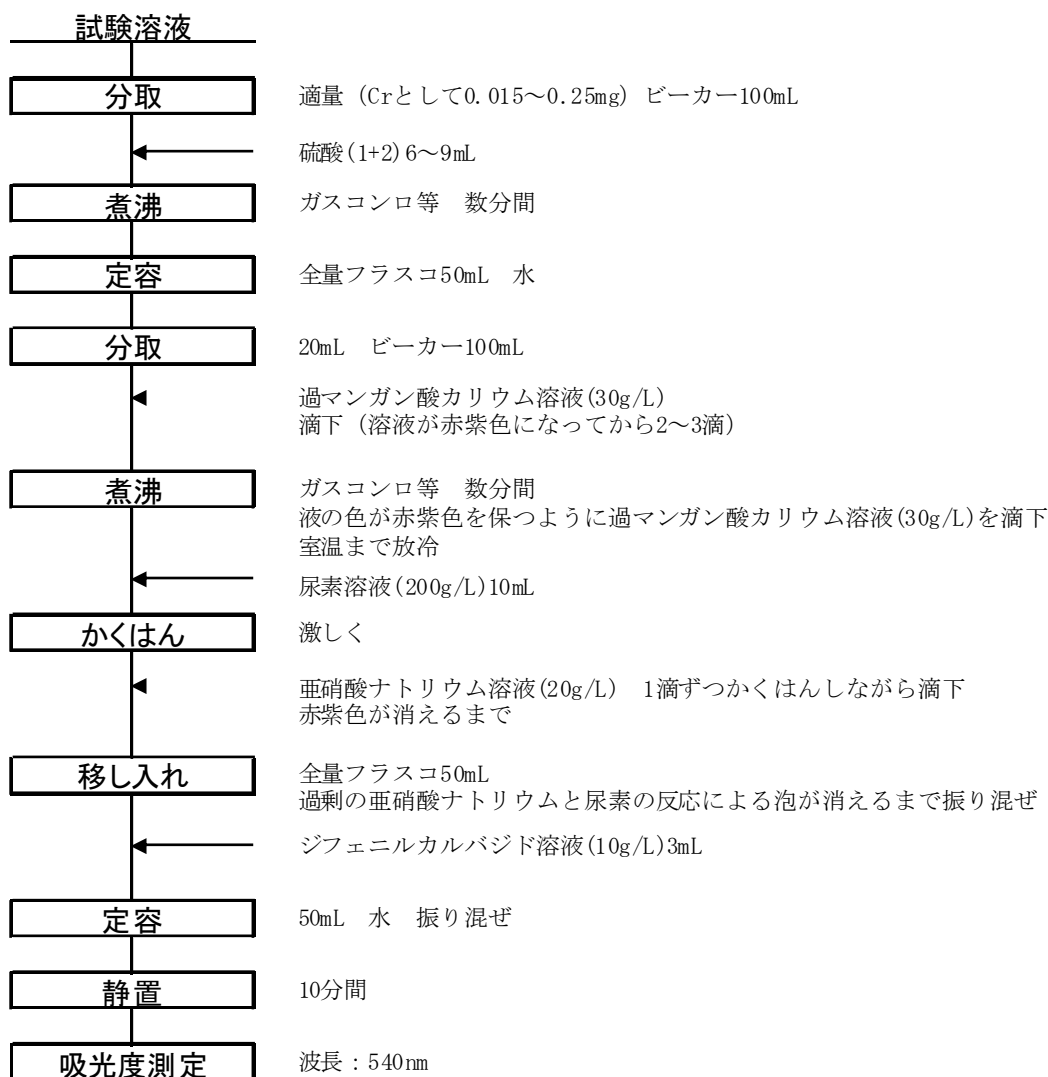 試験溶液
分取 適量 (Crとして0.015～0.25mg) ビーカー100mL
硫酸(1+2)6～9mL
煮沸 ガスコンロ等 数分間
定容 全量フラスコ50mL 水
分取 20mL ビーカー100mL
過マンガン酸カリウム溶液(30g/L)
滴下 (溶液が赤紫色になってから2～3滴)
煮沸 ガスコンロ等 数分間
液の色が赤紫色を保つように過マンガン酸カリウム溶液(30g/L)を滴下
室温まで放冷
尿素溶液(200g/L)10mL
かくはん 激しく
亜硝酸ナトリウム溶液(20g/L) 1滴ずつかくはんしながら滴下
赤紫色が消えるまで
移し入れ 全量フラスコ50mL
過剰の亜硝酸ナトリウムと尿素の反応による泡が消えるまで振り混ぜ
ジフェニルカルバジド溶液(10g/L)3mL
定容 50mL 水 振り混ぜ
静置 10分間
吸光度測定 波長：540nm